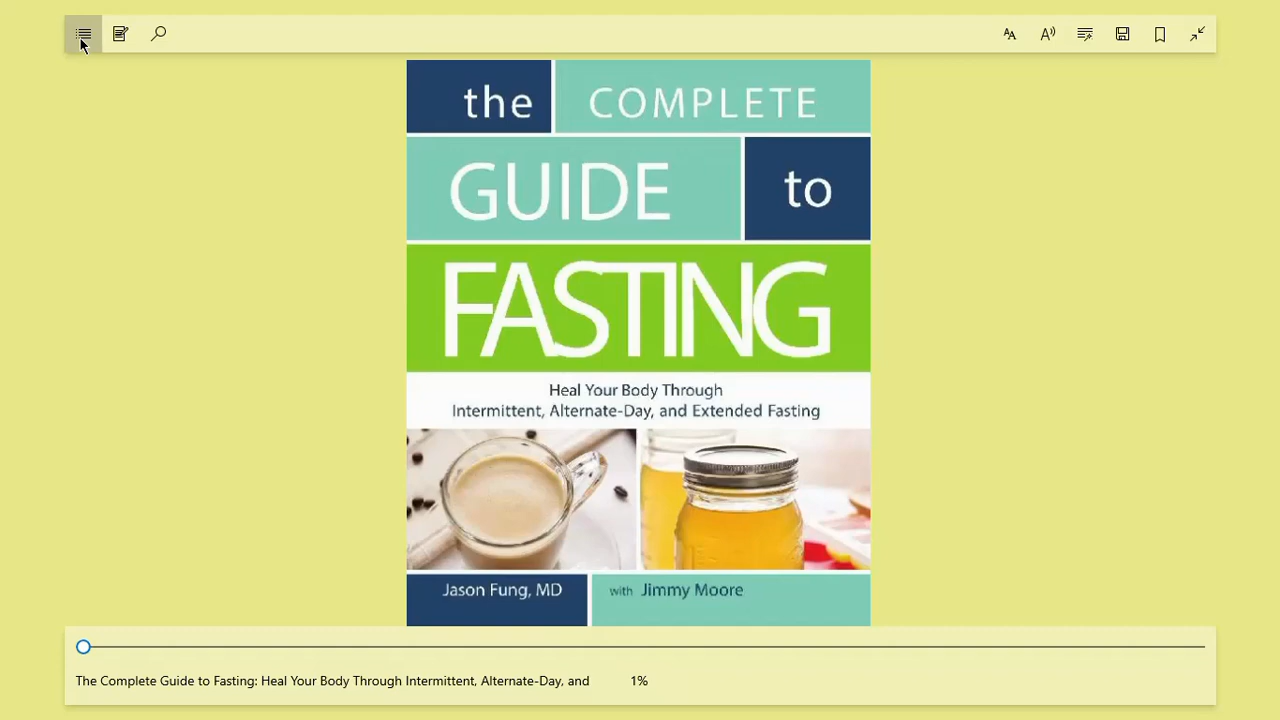 the COMPLETE
GUIDE to
FASTING
Heal Your Body Through
Intermittent, Alternate-Day, and Extended Fasting
Jason Fung, MD with Jimmy Moore
The Complete Guide to Fasting: Heal Your Body Through Intermittent, Alternate-Day, and 1%